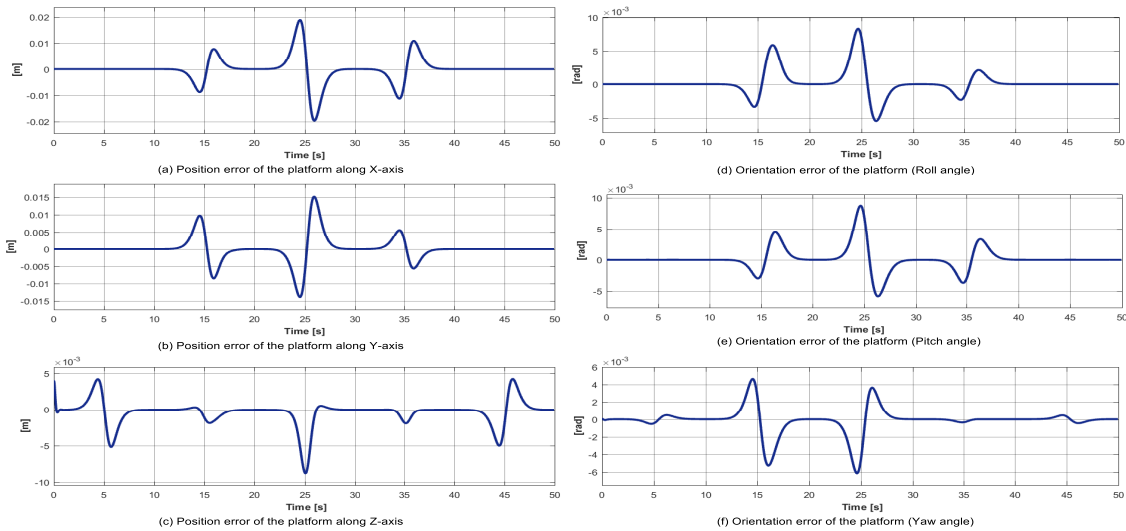 0.02
0.01
0
-0.01
-0.02
[m]
0 5 10 15 20 25 30 35 40 45 50
Time [s]
(a) Position error of the platform along X-axis
0.015
0.01
0.005
0
-0.005
-0.01
-0.015
[m]
0 5 10 15 20 25 30 35 40 45 50
Time [s]
(b) Position error of the platform along Y-axis
×10⁻³
5
0
-5
-10
[m]
0 5 10 15 20 25 30 35 40 45 50
Time [s]
(c) Position error of the platform along Z-axis
×10⁻³
10
5
0
-5
[rad]
0 5 10 15 20 25 30 35 40 45 50
Time [s]
(d) Orientation error of the platform (Roll angle)
×10⁻³
10
5
0
-5
[rad]
0 5 10 15 20 25 30 35 40 45 50
Time [s]
(e) Orientation error of the platform (Pitch angle)
×10⁻³
6
4
2
0
-2
-4
-6
[rad]
0 5 10 15 20 25 30 35 40 45 50
Time [s]
(f) Orientation error of the platform (Yaw angle)